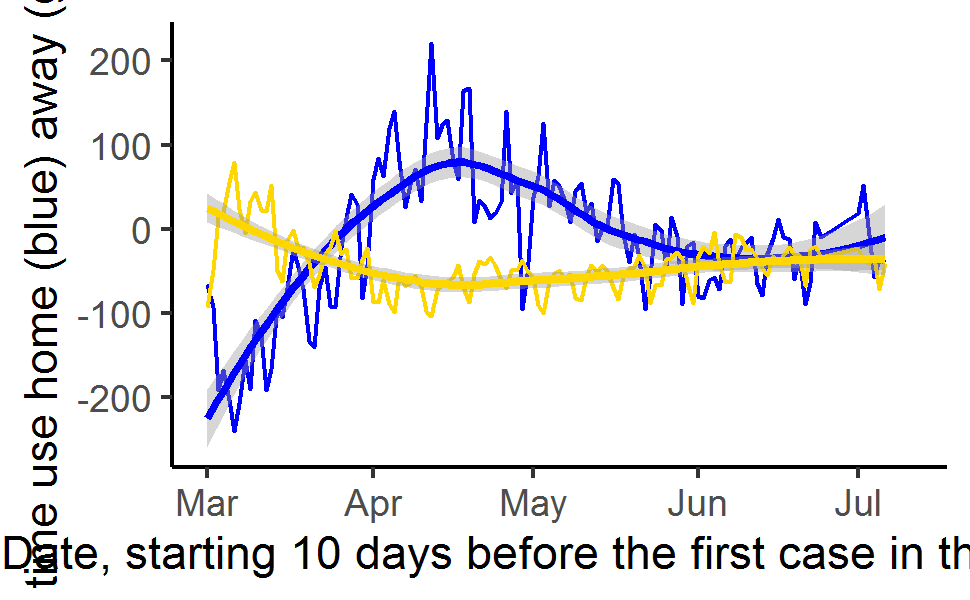 time use home (blue) away (
200
100
0
-100
-200
Mar Apr May Jun Jul
Date, starting 10 days before the first case in th